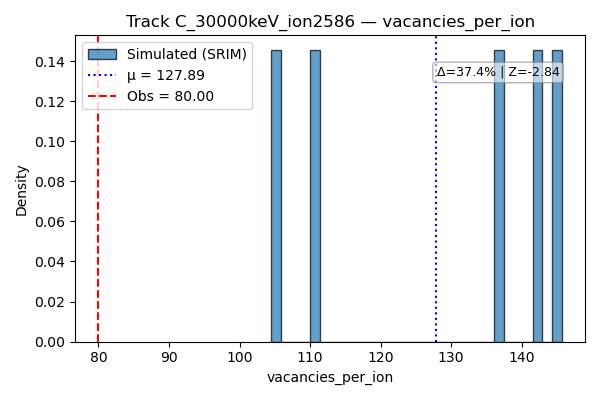 Track C_30000keV_ion2586 — vacancies_per_ion
Simulated (SRIM)
μ = 127.89
Obs = 80.00
Δ=37.4% | Z=-2.84
Density
0.14
0.12
0.10
0.08
0.06
0.04
0.02
0.00
80 90 100 110 120 130 140
vacancies_per_ion